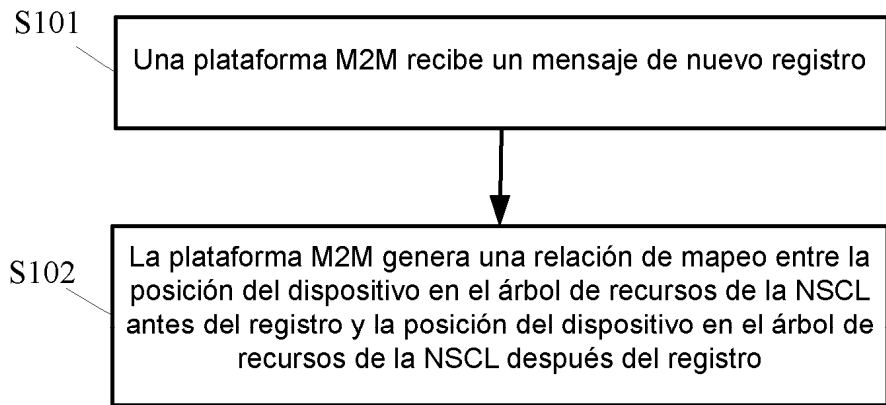 S101
Una plataforma M2M recibe un mensaje de nuevo registro
S102
La plataforma M2M genera una relación de mapeo entre la
posición del dispositivo en el árbol de recursos de la NSCL
antes del registro y la posición del dispositivo en el árbol de
recursos de la NSCL después del registro